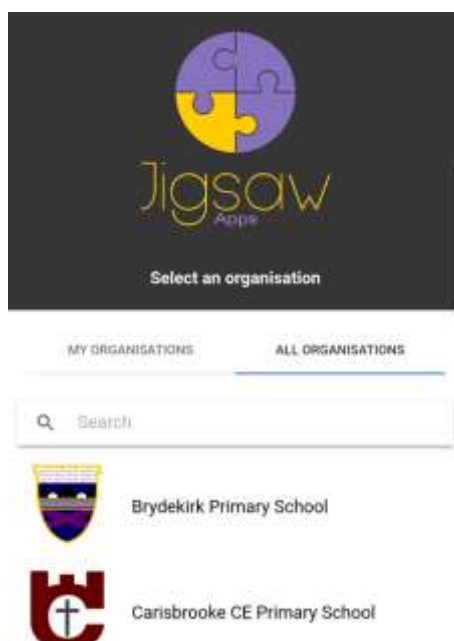 Jigsaw
Apps
Select an organisation
MY ORGANISATIONS
ALL ORGANISATIONS
Search
Brydekirk Primary School
Carisbrooke CE Primary School